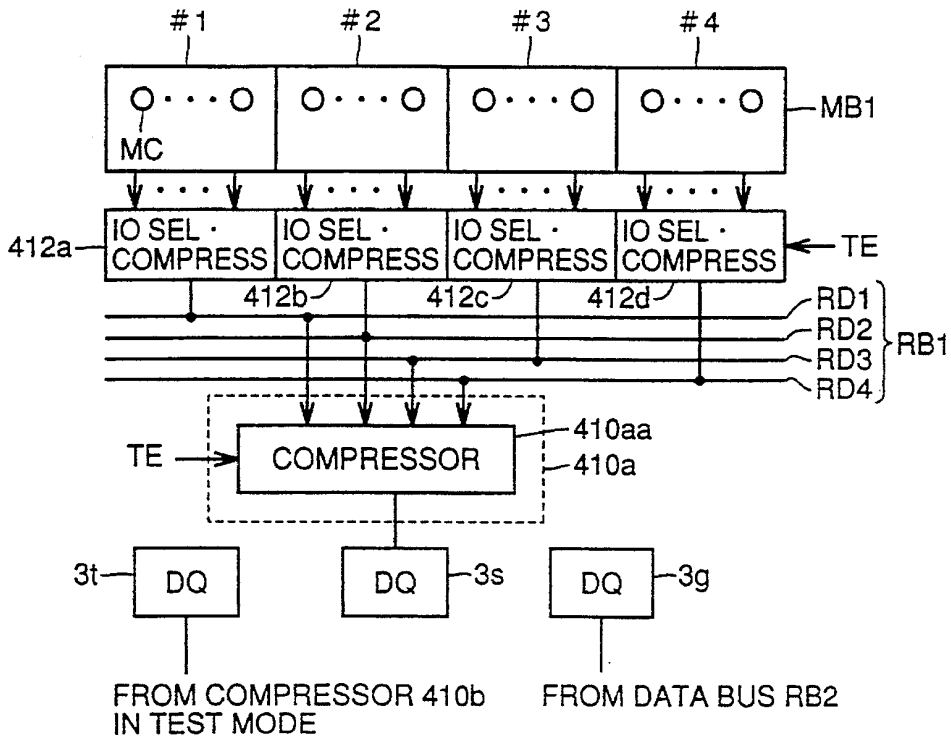 #1 #2 #3 #4
MB1
MC
412a
IO SEL · COMPRESS
IO SEL · COMPRESS
IO SEL · COMPRESS
IO SEL · COMPRESS
TE
412b 412c 412d
RD1
RD2
RD3
RD4
RB1
TE
COMPRESSOR
410aa
410a
3t
DQ
DQ
3s
DQ
3g
FROM COMPRESSOR 410b
IN TEST MODE
FROM DATA BUS RB2